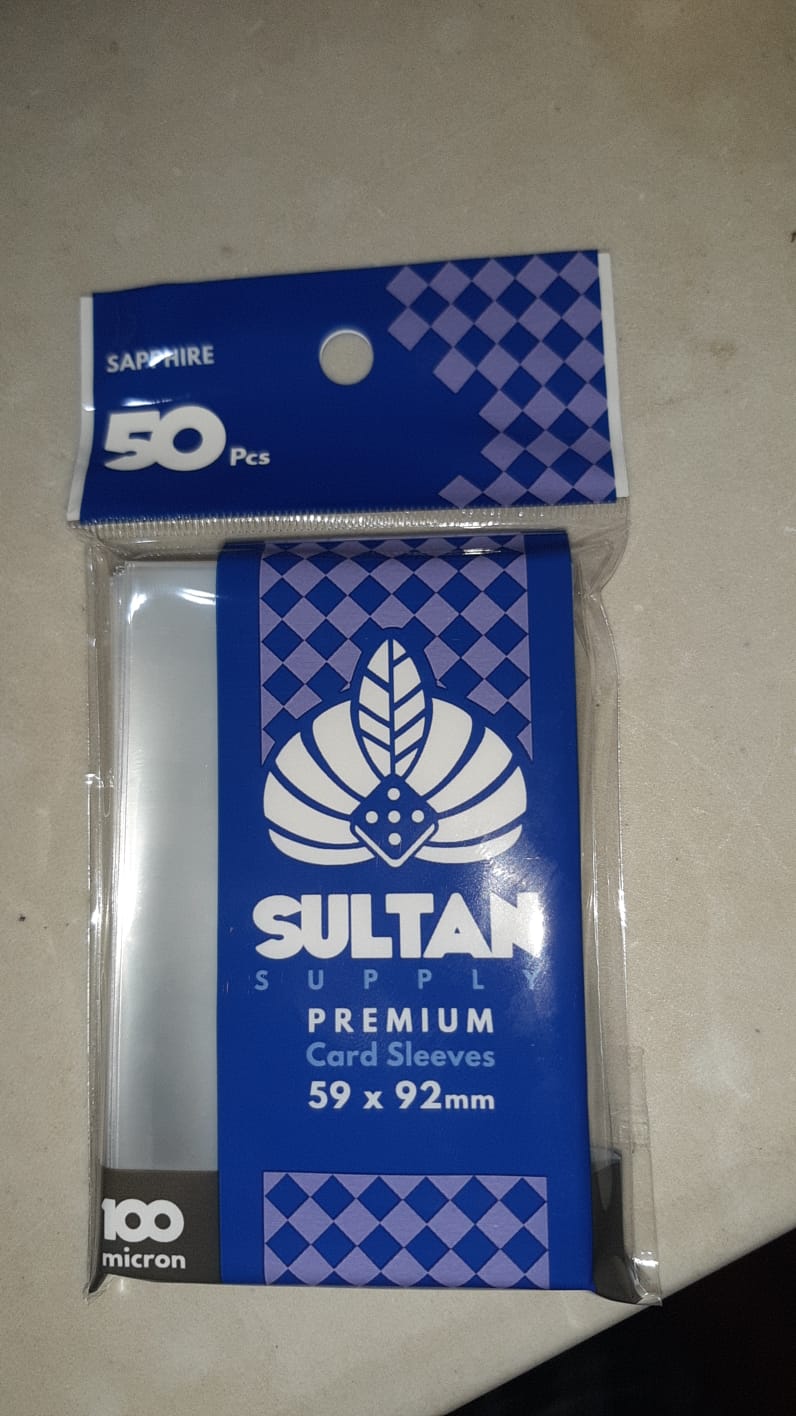 SAPPHIRE
50 Pcs
SULTAN
SUPPLY
PREMIUM
Card Sleeves
59 x 92mm
100
micron